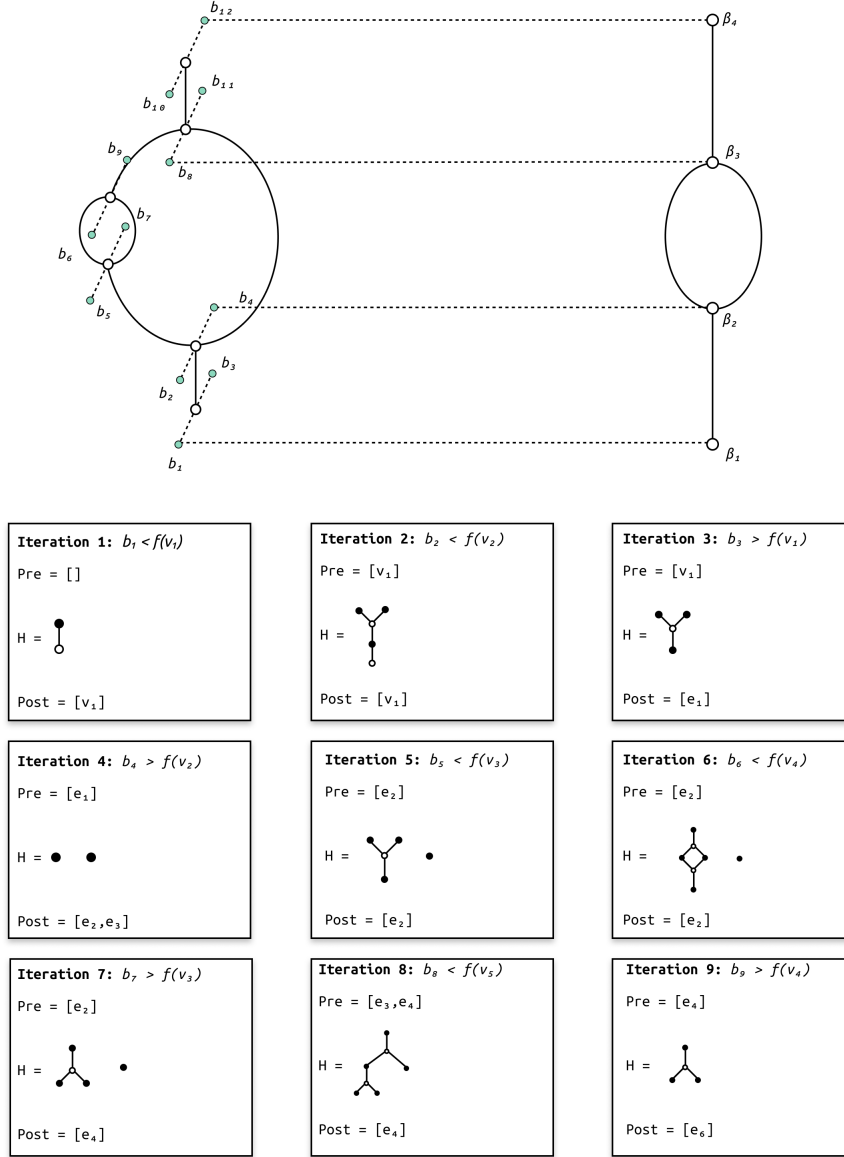 b₁₂
β₄
b₁₁
b₁₀
β₃
b₉
b₈
b₇
b₆
b₄
b₅
β₂
b₃
b₂
β₁
b₁
Iteration 1: b₁ < f(v₁)
Pre = []
H =
Post = [v₁]
Iteration 2: b₂ < f(v₂)
Pre = [v₁]
H =
Post = [v₁]
Iteration 3: b₃ > f(v₁)
Pre = [v₁]
H =
Post = [e₁]
Iteration 4: b₄ > f(v₂)
Pre = [e₁]
H =
Post = [e₂,e₃]
Iteration 5: b₅ < f(v₃)
Pre = [e₂]
H =
Post = [e₂]
Iteration 6: b₆ < f(v₄)
Pre = [e₂]
H =
Post = [e₂]
Iteration 7: b₇ > f(v₃)
Pre = [e₂]
H =
Post = [e₄]
Iteration 8: b₈ < f(v₅)
Pre = [e₃,e₄]
H =
Post = [e₄]
Iteration 9: b₉ > f(v₄)
Pre = [e₄]
H =
Post = [e₆]